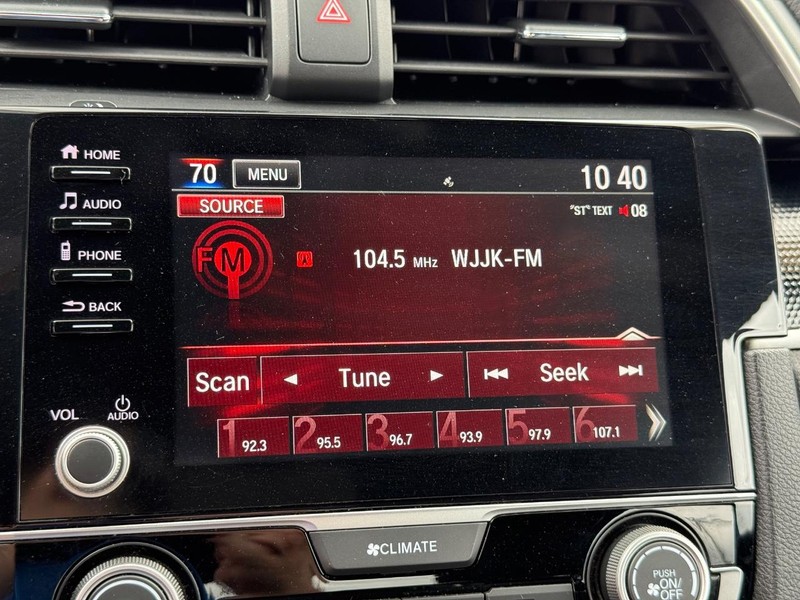 HOME
AUDIO
PHONE
BACK
VOL
AUDIO
70 MENU 10 40
SOURCE "ST" TEXT 08
FM 104.5 MHz WJJK-FM
Scan Tune Seek
1 92.3 2 95.5 3 96.7 4 93.9 5 97.9 6 107.1
CLIMATE
PUSH
ON/
OFF